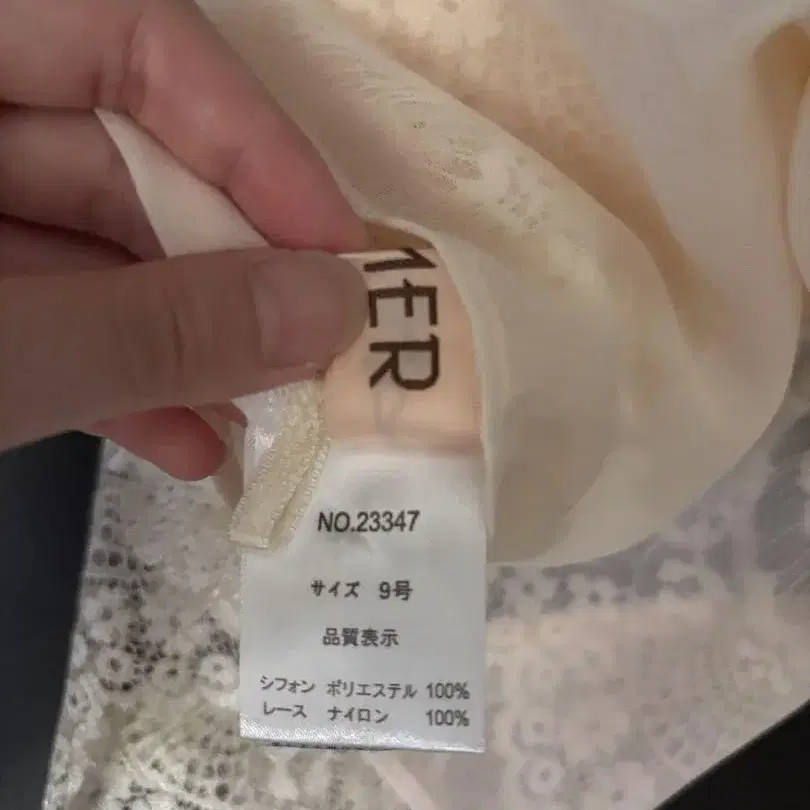 NO.23347
サイズ 9号
品質表示
シフォン ポリエステル 100%
レース ナイロン 100%